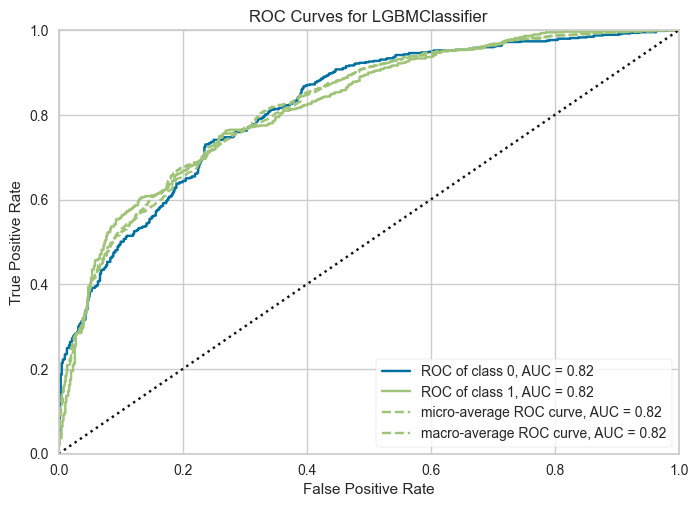 ROC Curves for LGBMClassifier
1.0
0.8
0.6
0.4
0.2
0.0
True Positive Rate
ROC of class 0, AUC = 0.82
ROC of class 1, AUC = 0.82
micro-average ROC curve, AUC = 0.82
macro-average ROC curve, AUC = 0.82
0.0 0.2 0.4 0.6 0.8 1.0
False Positive Rate